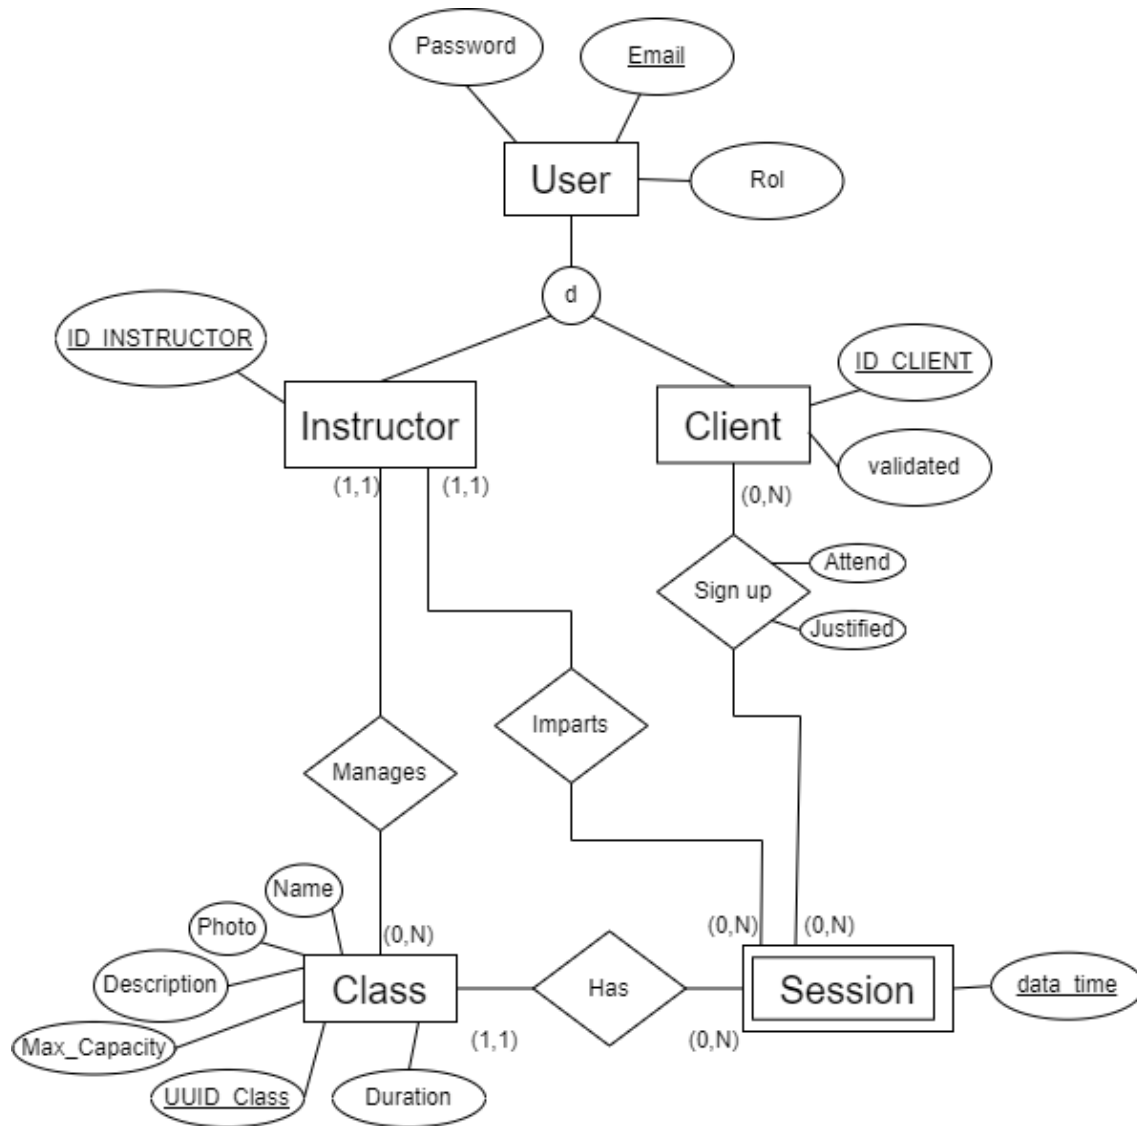 Password
Email
User
Rol
d
ID_INSTRUCTOR
ID_CLIENT
Instructor
Client
validated
(1,1)
(1,1)
(0,N)
Attend
Sign up
Justified
Imparts
Manages
Name
Photo
(0,N)
(0,N)
(0,N)
Description
Class
Has
Session
data_time
Max_Capacity
(1,1)
(0,N)
UUID_Class
Duration